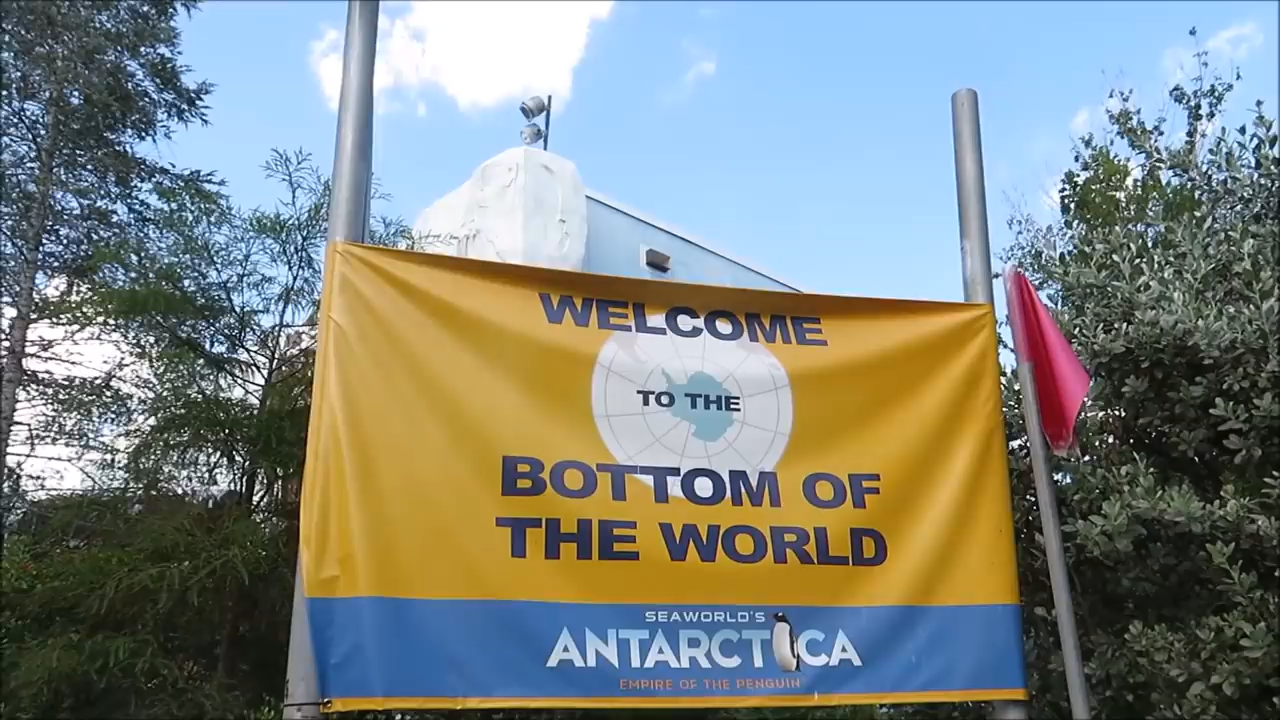 WELCOME
TO THE
BOTTOM OF
THE WORLD
SEAWORLD'S
ANTARCTICA
EMPIRE OF THE PENGUIN